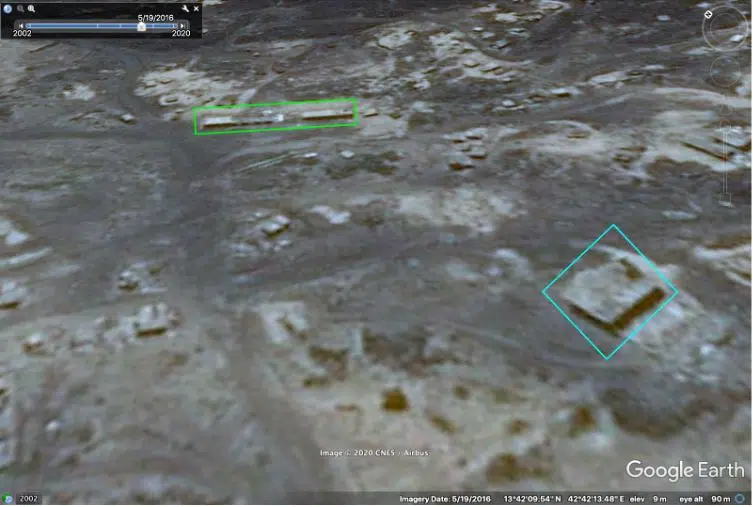 5/19/2016
2002 2020
Image © 2020 CNES / Airbus
Google Earth
2002 Imagery Date: 5/19/2016 13°42'09.54" N 42°42'13.48" E elev 9 m eye alt 90 m